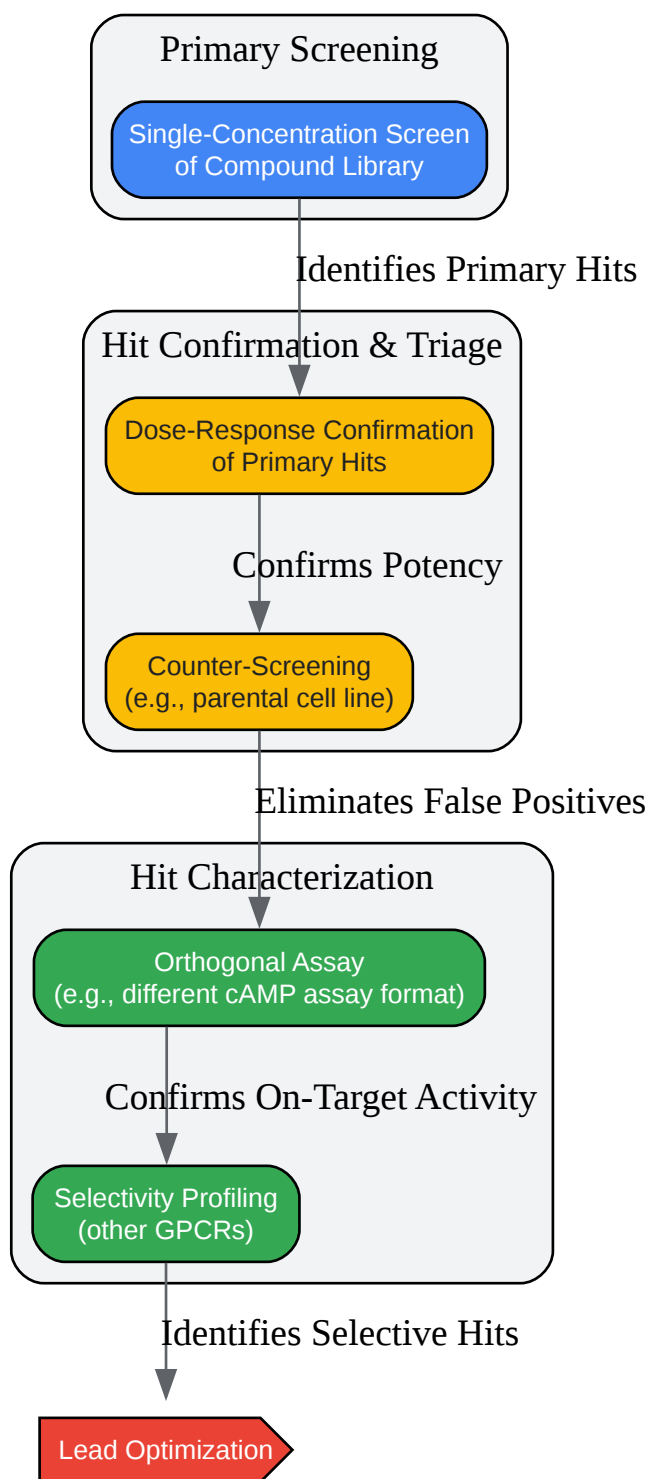 Primary Screening
Single-Concentration Screen
of Compound Library
Identifies Primary Hits
Hit Confirmation & Triage
Dose-Response Confirmation
of Primary Hits
Confirms Potency
Counter-Screening
(e.g., parental cell line)
Eliminates False Positives
Hit Characterization
Orthogonal Assay
(e.g., different cAMP assay format)
Confirms On-Target Activity
Selectivity Profiling
(other GPCRs)
Identifies Selective Hits
Lead Optimization